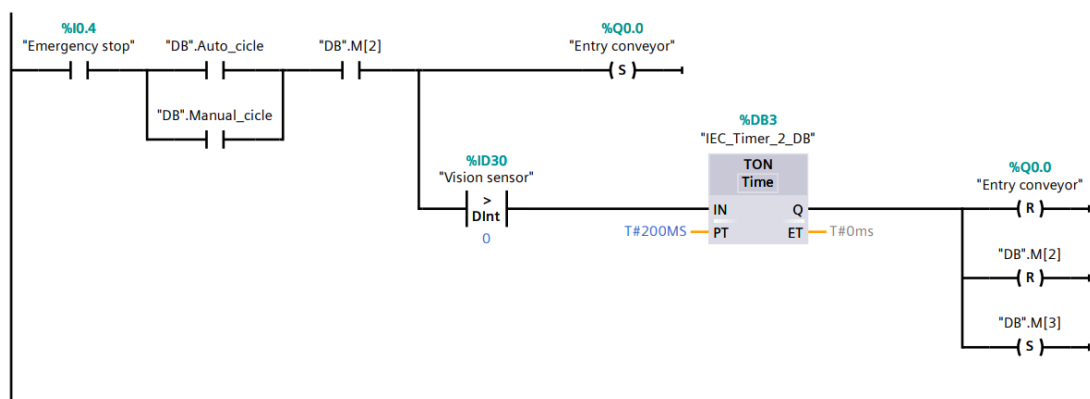 %I0.4
"Emergency stop"
"DB".Auto_cicle
"DB".M[2]
%Q0.0
"Entry conveyor"
S
"DB".Manual_cicle
%ID30
"Vision sensor"
>
DInt
0
%DB3
"IEC_Timer_2_DB"
TON
Time
IN
Q
T#200MS
PT
ET
T#0ms
%Q0.0
"Entry conveyor"
R
"DB".M[2]
R
"DB".M[3]
S